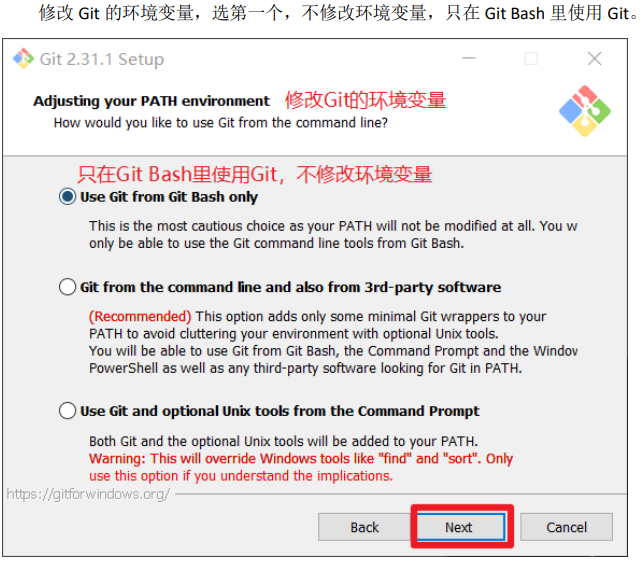 修改 Git 的环境变量，选第一个，不修改环境变量，只在 Git Bash 里使用 Git。
Git 2.31.1 Setup
Adjusting your PATH environment 修改Git的环境变量
How would you like to use Git from the command line?
只在Git Bash里使用Git，不修改环境变量
Use Git from Git Bash only
This is the most cautious choice as your PATH will not be modified at all. You w
only be able to use the Git command line tools from Git Bash.
Git from the command line and also from 3rd-party software
(Recommended) This option adds only some minimal Git wrappers to your
PATH to avoid cluttering your environment with optional Unix tools.
You will be able to use Git from Git Bash, the Command Prompt and the Window
PowerShell as well as any third-party software looking for Git in PATH.
Use Git and optional Unix tools from the Command Prompt
Both Git and the optional Unix tools will be added to your PATH.
Warning: This will override Windows tools like "find" and "sort". Only
use this option if you understand the implications.
https://gitforwindows.org/
Back Next Cancel